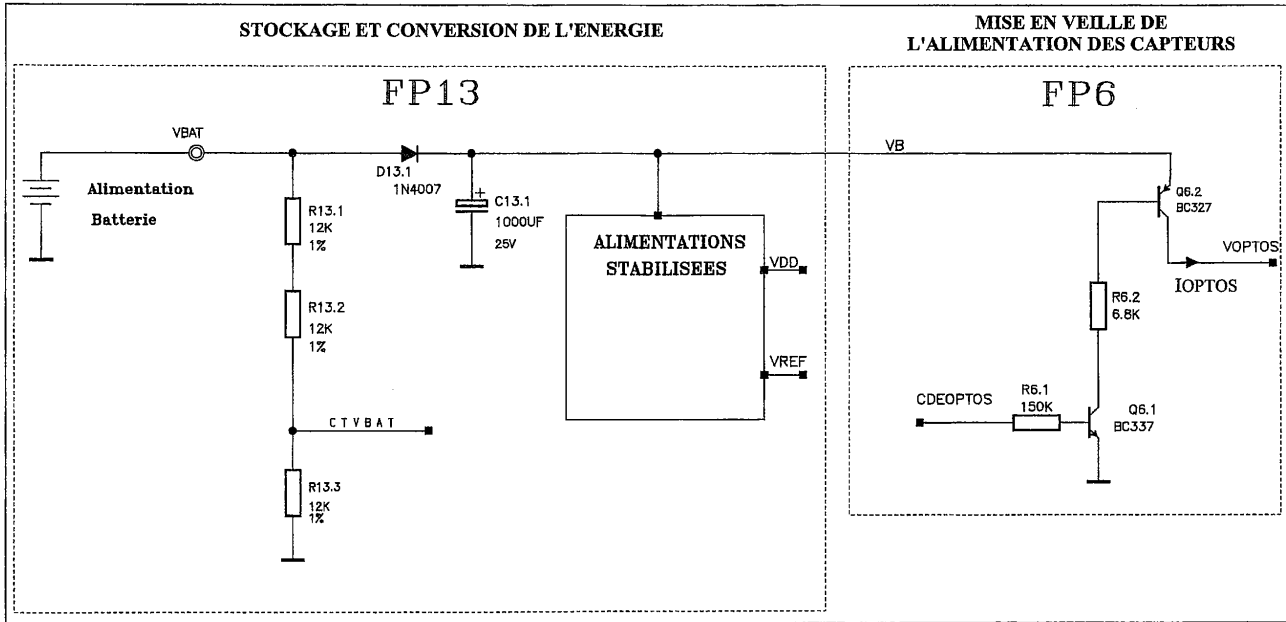 STOCKAGE ET CONVERSION DE L'ENERGIE
MISE EN VEILLE DE
L'ALIMENTATION DES CAPTEURS
FP13
FP6
VBAT
VB
D13.1
1N4007
Alimentation
Batterie
R13.1
12K
1%
+
C13.1
1000UF
25V
ALIMENTATIONS
STABILISEES
VDD
VREF
R13.2
12K
1%
CTVBAT
R13.3
12K
1%
Q6.2
BC327
VOPTOS
IOPTOS
R6.2
6.8K
CDEOPTOS
R6.1
150K
Q6.1
BC337